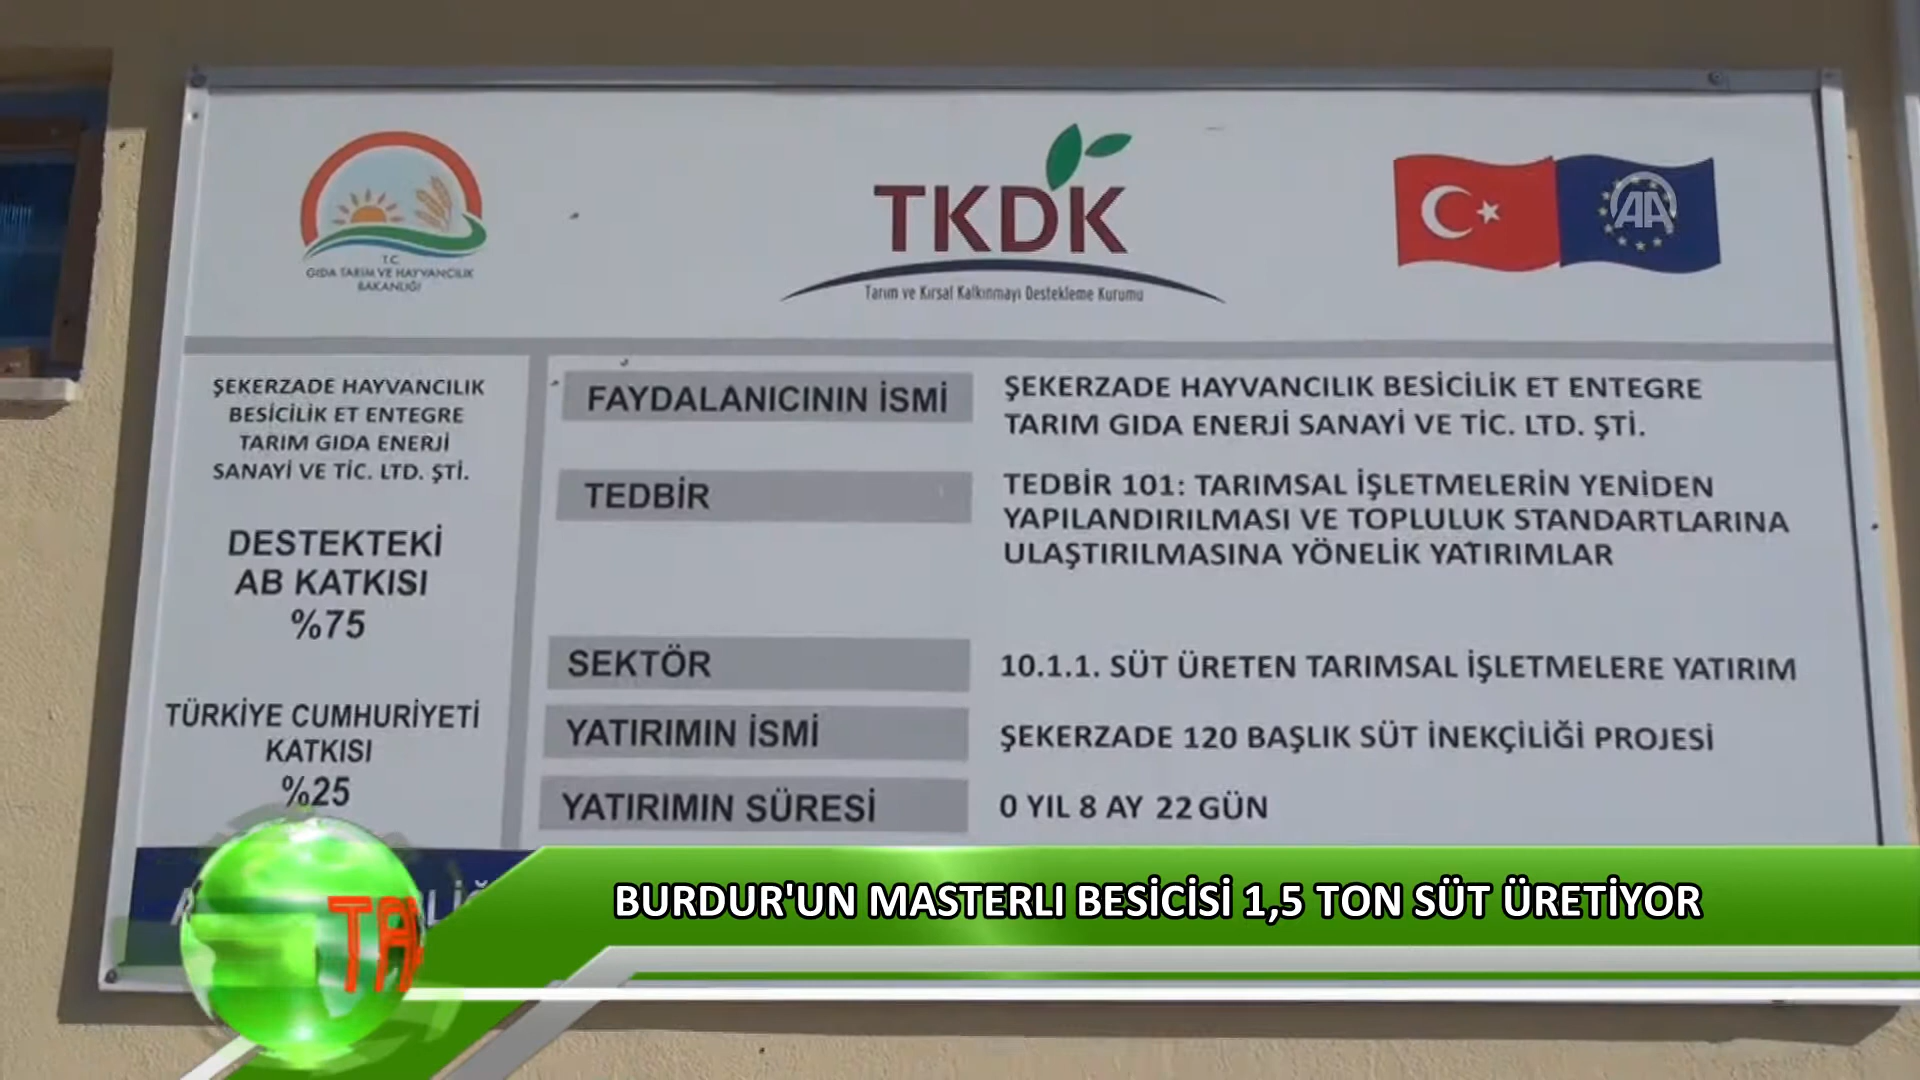 T.C.
GIDA TARIM VE HAYVANCILIK
BAKANLIĞI
TKDK
Tarım ve Kırsal Kalkınmayı Destekleme Kurumu
AA
ŞEKERZADE HAYVANCILIK
BESİCİLİK ET ENTEGRE
TARIM GIDA ENERJİ
SANAYİ VE TİC. LTD. ŞTİ.
DESTEKTEKİ
AB KATKISI
%75
TÜRKİYE CUMHURİYETİ
KATKISI
%25
FAYDALANICININ İSMİ
ŞEKERZADE HAYVANCILIK BESİCİLİK ET ENTEGRE
TARIM GIDA ENERJİ SANAYİ VE TİC. LTD. ŞTİ.
TEDBİR
TEDBİR 101: TARIMSAL İŞLETMELERİN YENİDEN
YAPILANDIRILMASI VE TOPLULUK STANDARTLARINA
ULAŞTIRILMASINA YÖNELİK YATIRIMLAR
SEKTÖR
10.1.1. SÜT ÜRETEN TARIMSAL İŞLETMELERE YATIRIM
YATIRIMIN İSMİ
ŞEKERZADE 120 BAŞLIK SÜT İNEKÇİLİĞİ PROJESİ
YATIRIMIN SÜRESİ
0 YIL 8 AY 22 GÜN
BURDUR'UN MASTERLI BESİCİSİ 1,5 TON SÜT ÜRETİYOR